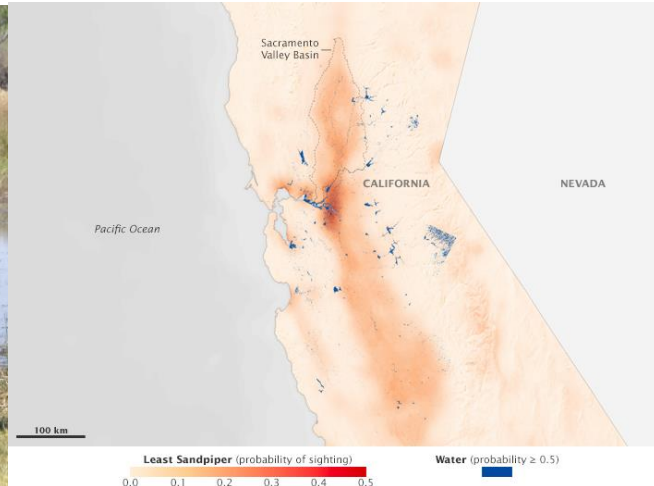 Sacramento
Valley Basin
CALIFORNIA
NEVADA
Pacific Ocean
100 km
Least Sandpiper (probability of sighting)
0.0 0.1 0.2 0.3 0.4 0.5
Water (probability ≥ 0.5)